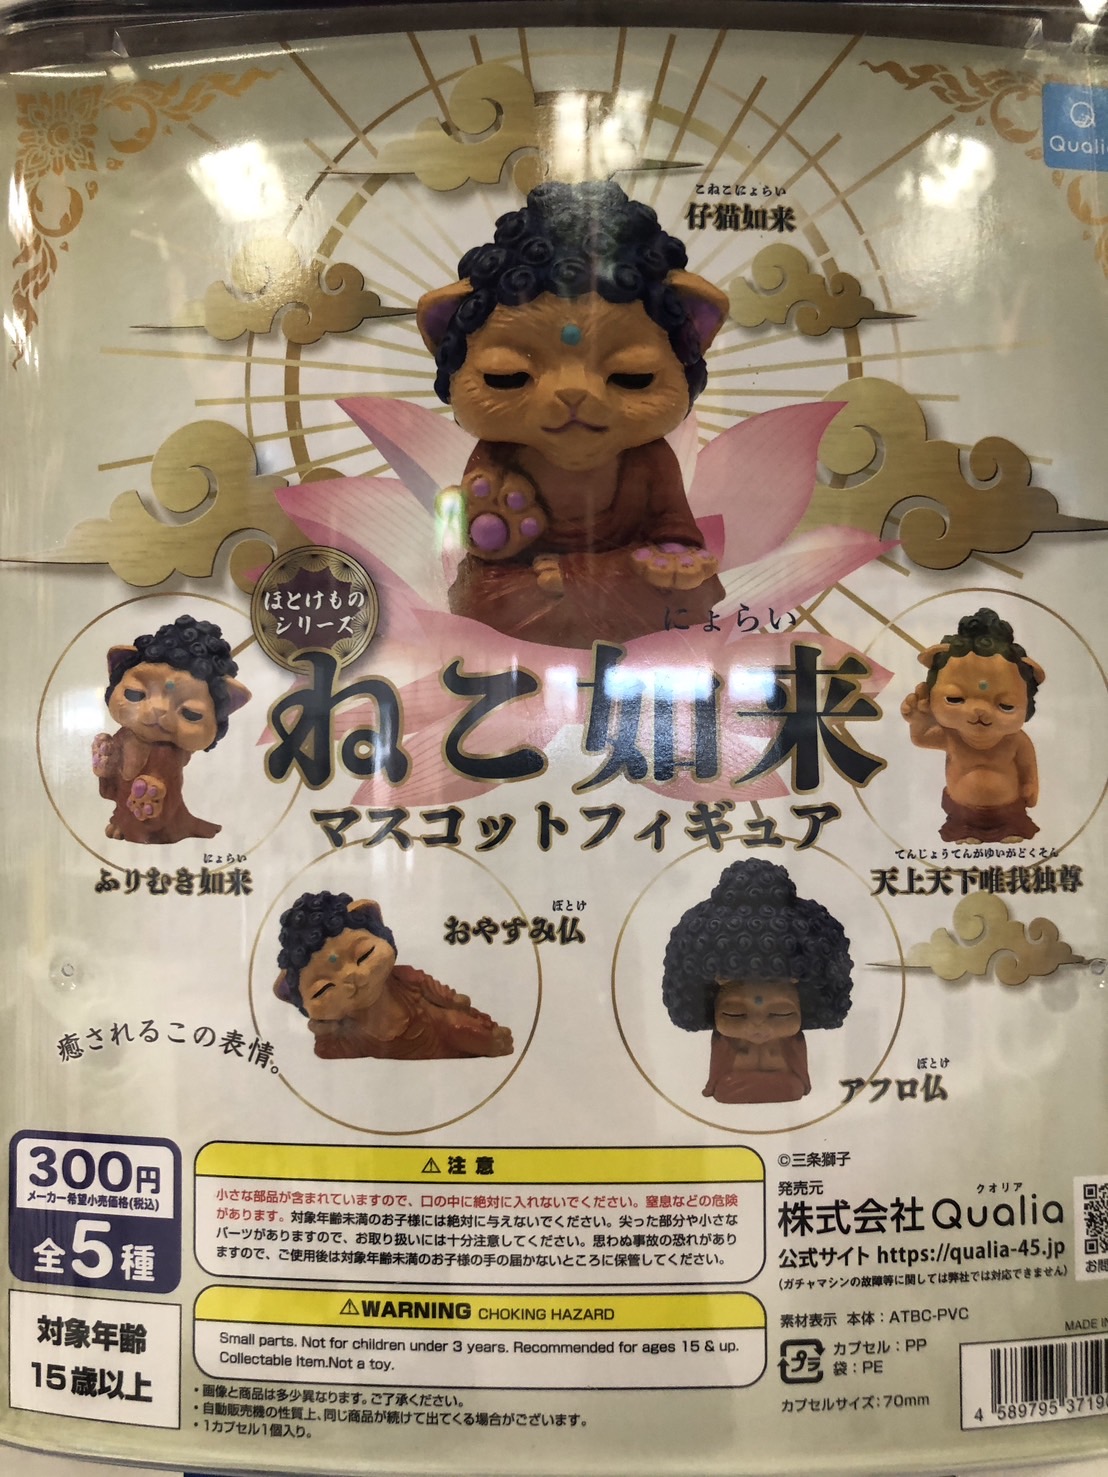 Qualia
こねこにょらい
仔猫如来
ほとけもの
シリーズ
にょらい
ねこ如来
マスコットフィギュア
にょらい
ふりむき如来
てんじょうてんがゆいがどくそん
天上天下唯我独尊
ぼとけ
おやすみ仏
ぼとけ
アフロ仏
癒されるこの表情。
300円
メーカー希望小売価格(税込)
全5種
対象年齢
15歳以上
⚠注意
小さな部品が含まれていますので、口の中に絶対に入れないでください。窒息などの危険
があります。対象年齢未満のお子様には絶対に与えないでください。尖った部分や小さな
パーツがありますので、お取り扱いには十分注意してください。思わぬ事故の恐れがあり
ますので、ご使用後は対象年齢未満のお子様の手の届かないところに保管してください。
⚠WARNING CHOKING HAZARD
Small parts. Not for children under 3 years. Recommended for ages 15 & up.
Collectable Item.Not a toy.
・画像と商品は多少異なります。ご了承ください。
・自動販売機の性質上、同じ商品が続けて出てくる場合がございます。
・1カプセル1個入り。
©三条獅子
発売元
クオリア
株式会社Qualia
公式サイト https://qualia-45.jp
(ガチャマシンの故障等に関しては弊社では対応できません)
お問
素材表示 本体：ATBC-PVC
MADE IN
プラ
カプセル：PP
袋：PE
カプセルサイズ：70mm
4 589795 37190